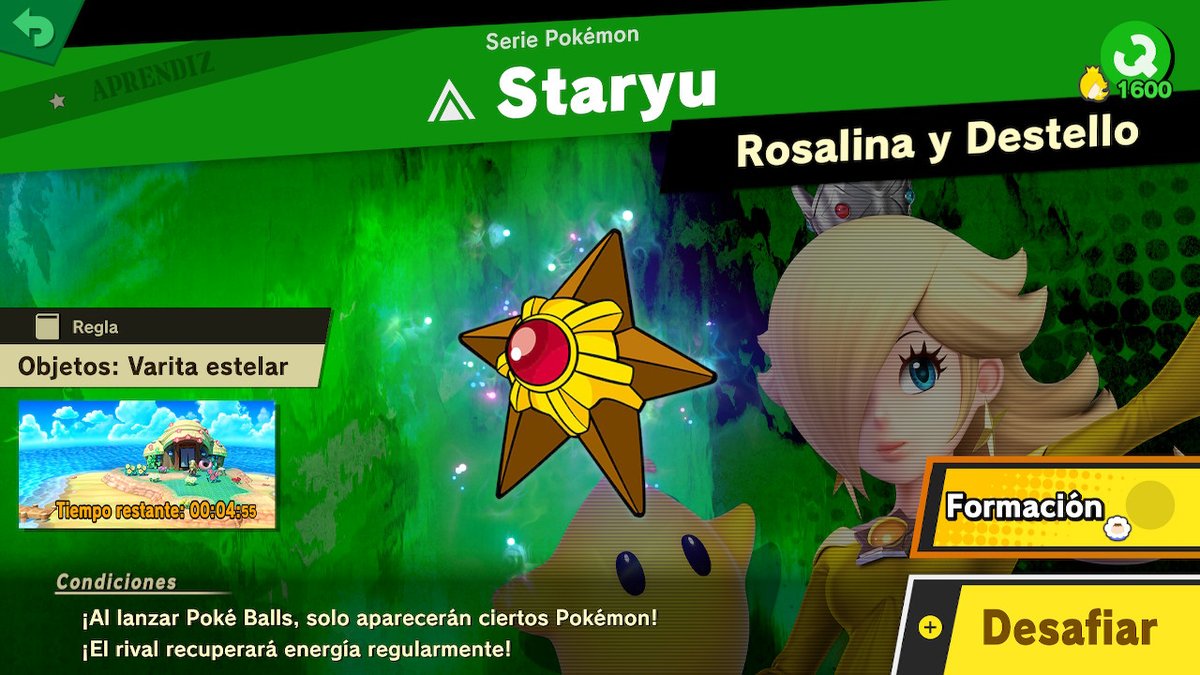 Serie Pokémon
APRENDIZ
Staryu
1600
Rosalina y Destello
Regla
Objetos: Varita estelar
Tiempo restante: 00:04:55
Formación
Condiciones
¡Al lanzar Poké Balls, solo aparecerán ciertos Pokémon!
¡El rival recuperará energía regularmente!
+ Desafiar